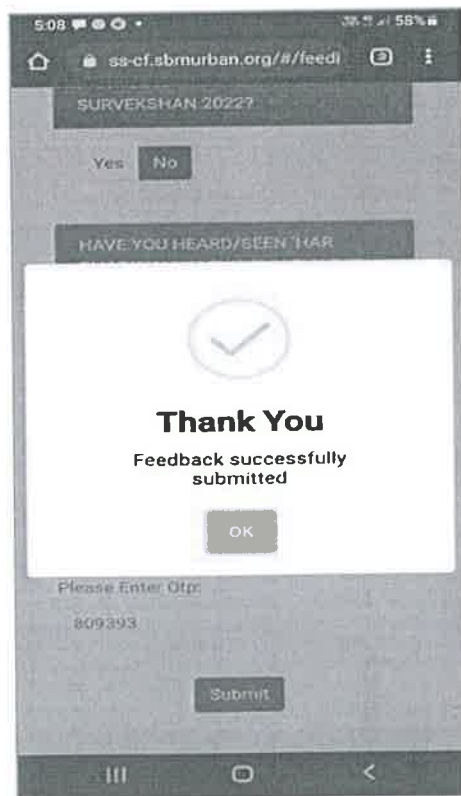 5:08 58%
ss-cf.sbmurban.org/#/feedl
SURVEKSHAN 2022?
Yes No
HAVE YOU HEARD/SEEN 'HAR
Thank You
Feedback successfully
submitted
OK
Please Enter Otp:
809393
Submit